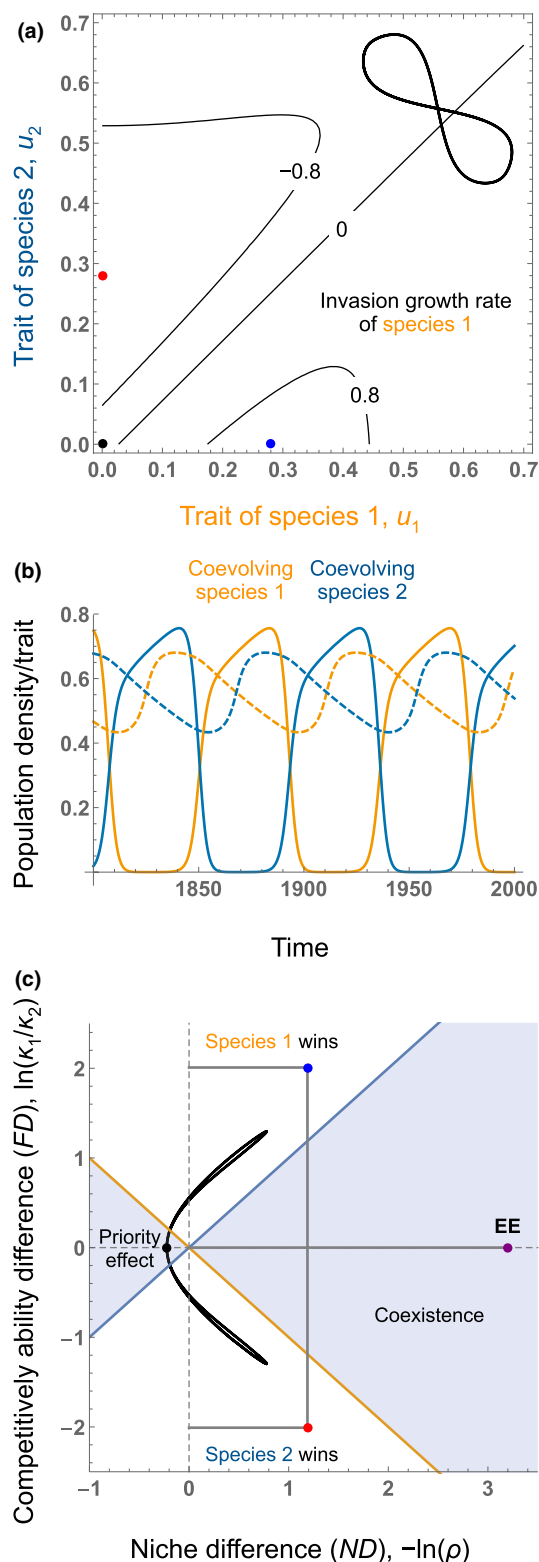 (a)
0.7
0.6
0.5
0.4
0.3
0.2
0.1
0.0
Trait of species 2, u2
−0.8
0
0.8
Invasion growth rate
of species 1
0.0 0.1 0.2 0.3 0.4 0.5 0.6 0.7
Trait of species 1, u1
(b)
Coevolving Coevolving
species 1 species 2
0.8
0.6
0.4
0.2
Population density/trait
1850 1900 1950 2000
Time
(c)
Competitively ability difference (FD), ln(κ1/κ2)
2
1
0
−1
−2
Species 1 wins
Priority
effect
EE
Coexistence
Species 2 wins
−1 0 1 2 3
Niche difference (ND), −ln(ρ)